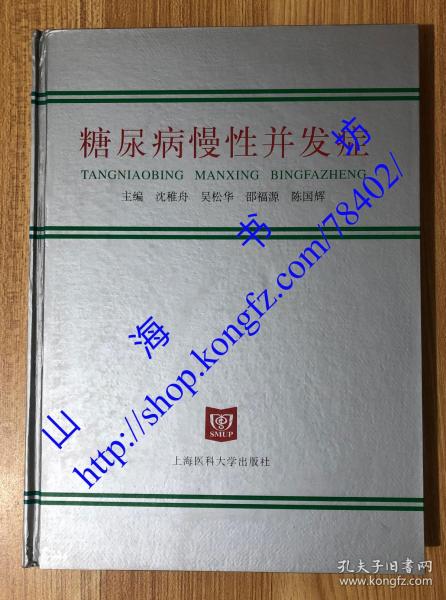 糖尿病慢性并发症
TANGNIAOBING MANXING BINGFAZHENG
主编 沈稚舟 吴松华 邵福源 陈国辉
山海书坊
http://shop.kongfz.com/78402/
SMUP
上海医科大学出版社
孔夫子旧书网
www.kongfz.com